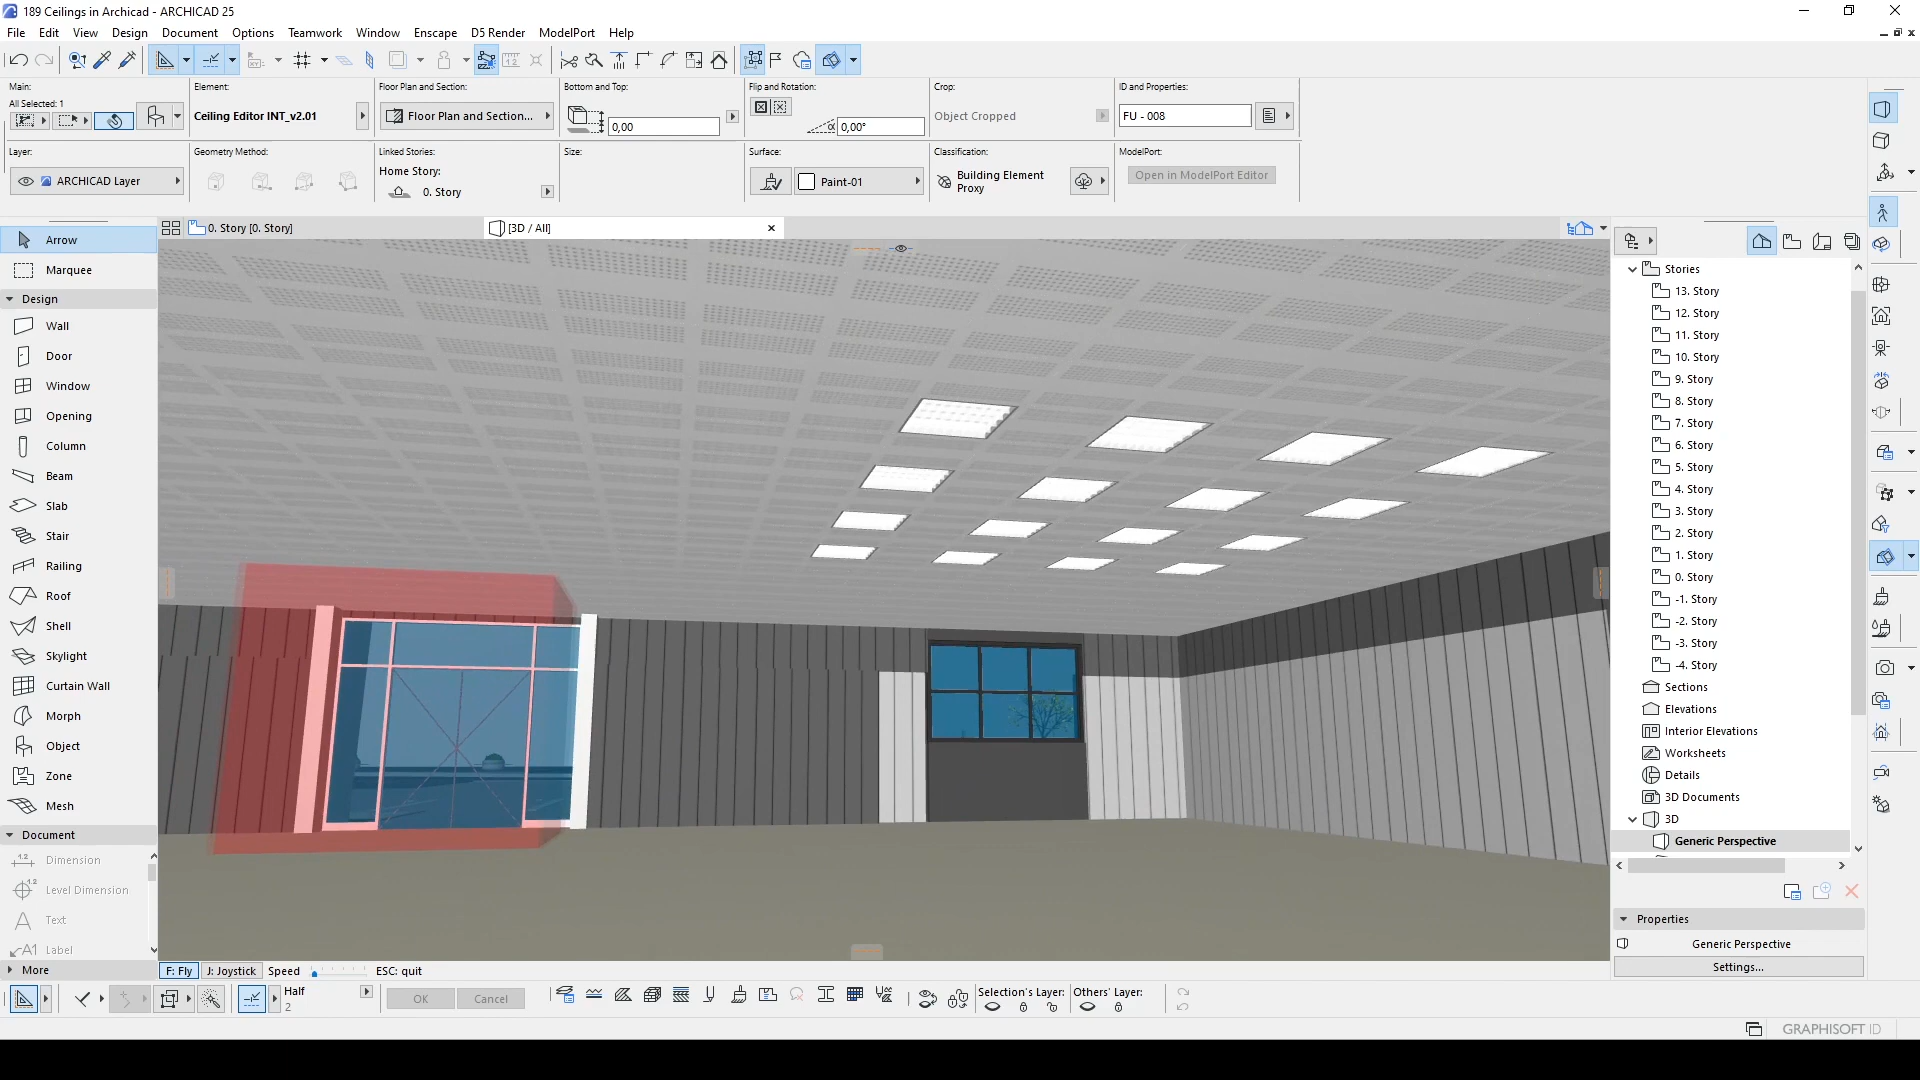 189 Ceilings in Archicad - ARCHICAD 25
File Edit View Design Document Options Teamwork Window Enscape D5 Render ModelPort Help
Main:
All Selected: 1
Element:
Ceiling Editor INT_v2.01
Floor Plan and Section:
Floor Plan and Section...
Bottom and Top:
0,00
Flip and Rotation:
α 0,00°
Crop:
Object Cropped
ID and Properties:
FU - 008
Layer:
ARCHICAD Layer
Geometry Method:
Linked Stories:
Home Story:
0. Story
Size:
Surface:
Paint-01
Classification:
Building Element
Proxy
ModelPort:
Open in ModelPort Editor
0. Story [0. Story]
[3D / All]
Arrow
Marquee
Design
Wall
Door
Window
Opening
Column
Beam
Slab
Stair
Railing
Roof
Shell
Skylight
Curtain Wall
Morph
Object
Zone
Mesh
Document
1.2 Dimension
1.2 Level Dimension
A Text
A1 Label
More
Stories
13. Story
12. Story
11. Story
10. Story
9. Story
8. Story
7. Story
6. Story
5. Story
4. Story
3. Story
2. Story
1. Story
0. Story
-1. Story
-2. Story
-3. Story
-4. Story
Sections
Elevations
Interior Elevations
Worksheets
Details
3D Documents
3D
Generic Perspective
Properties
Generic Perspective
Settings...
F: Fly J: Joystick Speed ESC: quit
Half
2
OK Cancel
Selection's Layer: Others' Layer:
GRAPHISOFT ID